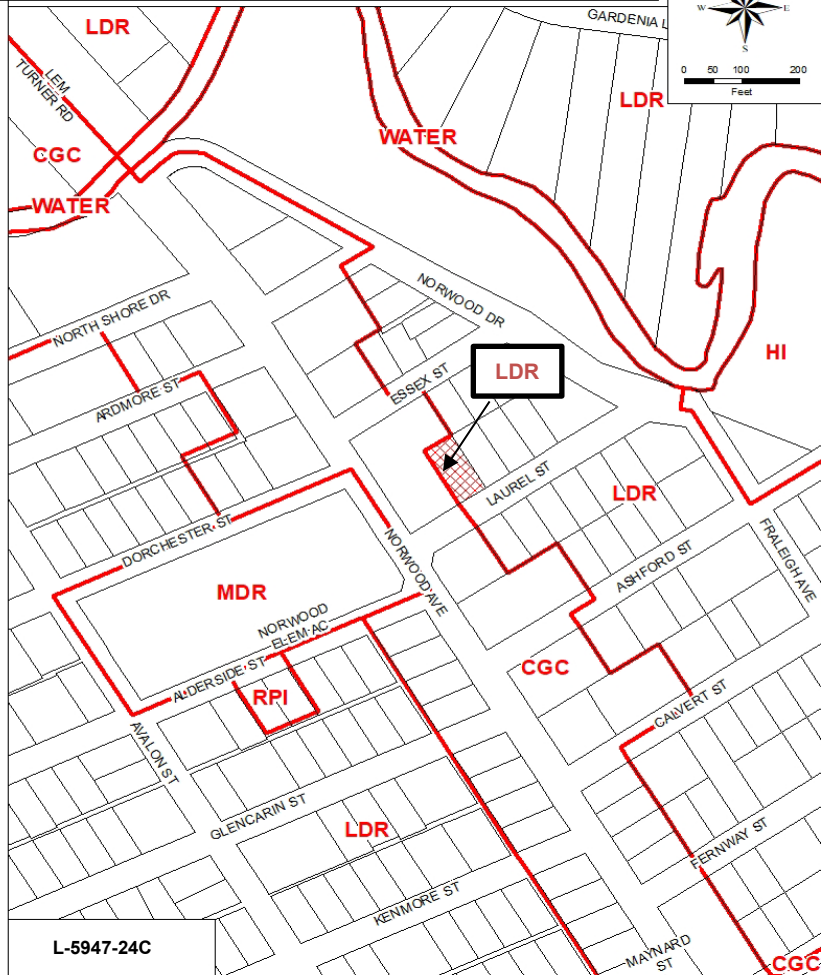 LDR
GARDENIA L
W
E
S
0 50 100 200
Feet
LEM
TURNER RD
LDR
WATER
CGC
WATER
NORWOOD DR
NORTH SHORE DR
HI
ESSEX ST
LDR
ARDMORE ST
LAUREL ST
LDR
DORCHESTER ST
NORWOOD AVE
ASHFORD ST
FRALEIGH AVE
MDR
NORWOOD
ELEM AC
ALDERSIDE ST
CGC
RPI
CALVERT ST
AVALON ST
GLENCARIN ST
LDR
FERNWAY ST
KENMORE ST
MAYNARD
ST
L-5947-24C
CGC